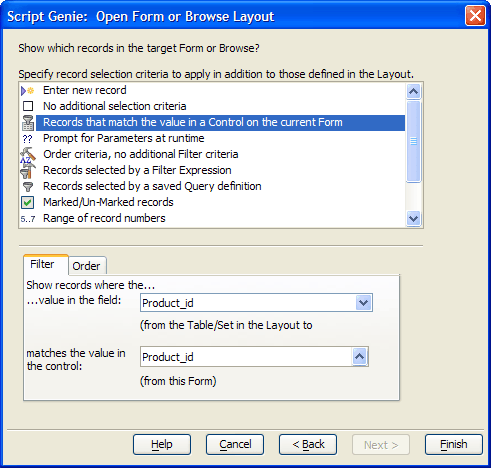 Script Genie:  Open Form or Browse Layout
Show which records in the target Form or Browse?
Specify record selection criteria to apply in addition to those defined in the Layout.
Enter new record
No additional selection criteria
Records that match the value in a Control on the current Form
?? Prompt for Parameters at runtime
AZ Order criteria, no additional Filter criteria
Records selected by a Filter Expression
Records selected by a saved Query definition
Marked/Un-Marked records
5..7 Range of record numbers
Filter Order
Show records where the...
...value in the field: Product_id
(from the Table/Set in the Layout to
matches the value in
the control: Product_id
(from this Form)
Help Cancel < Back Next > Finish